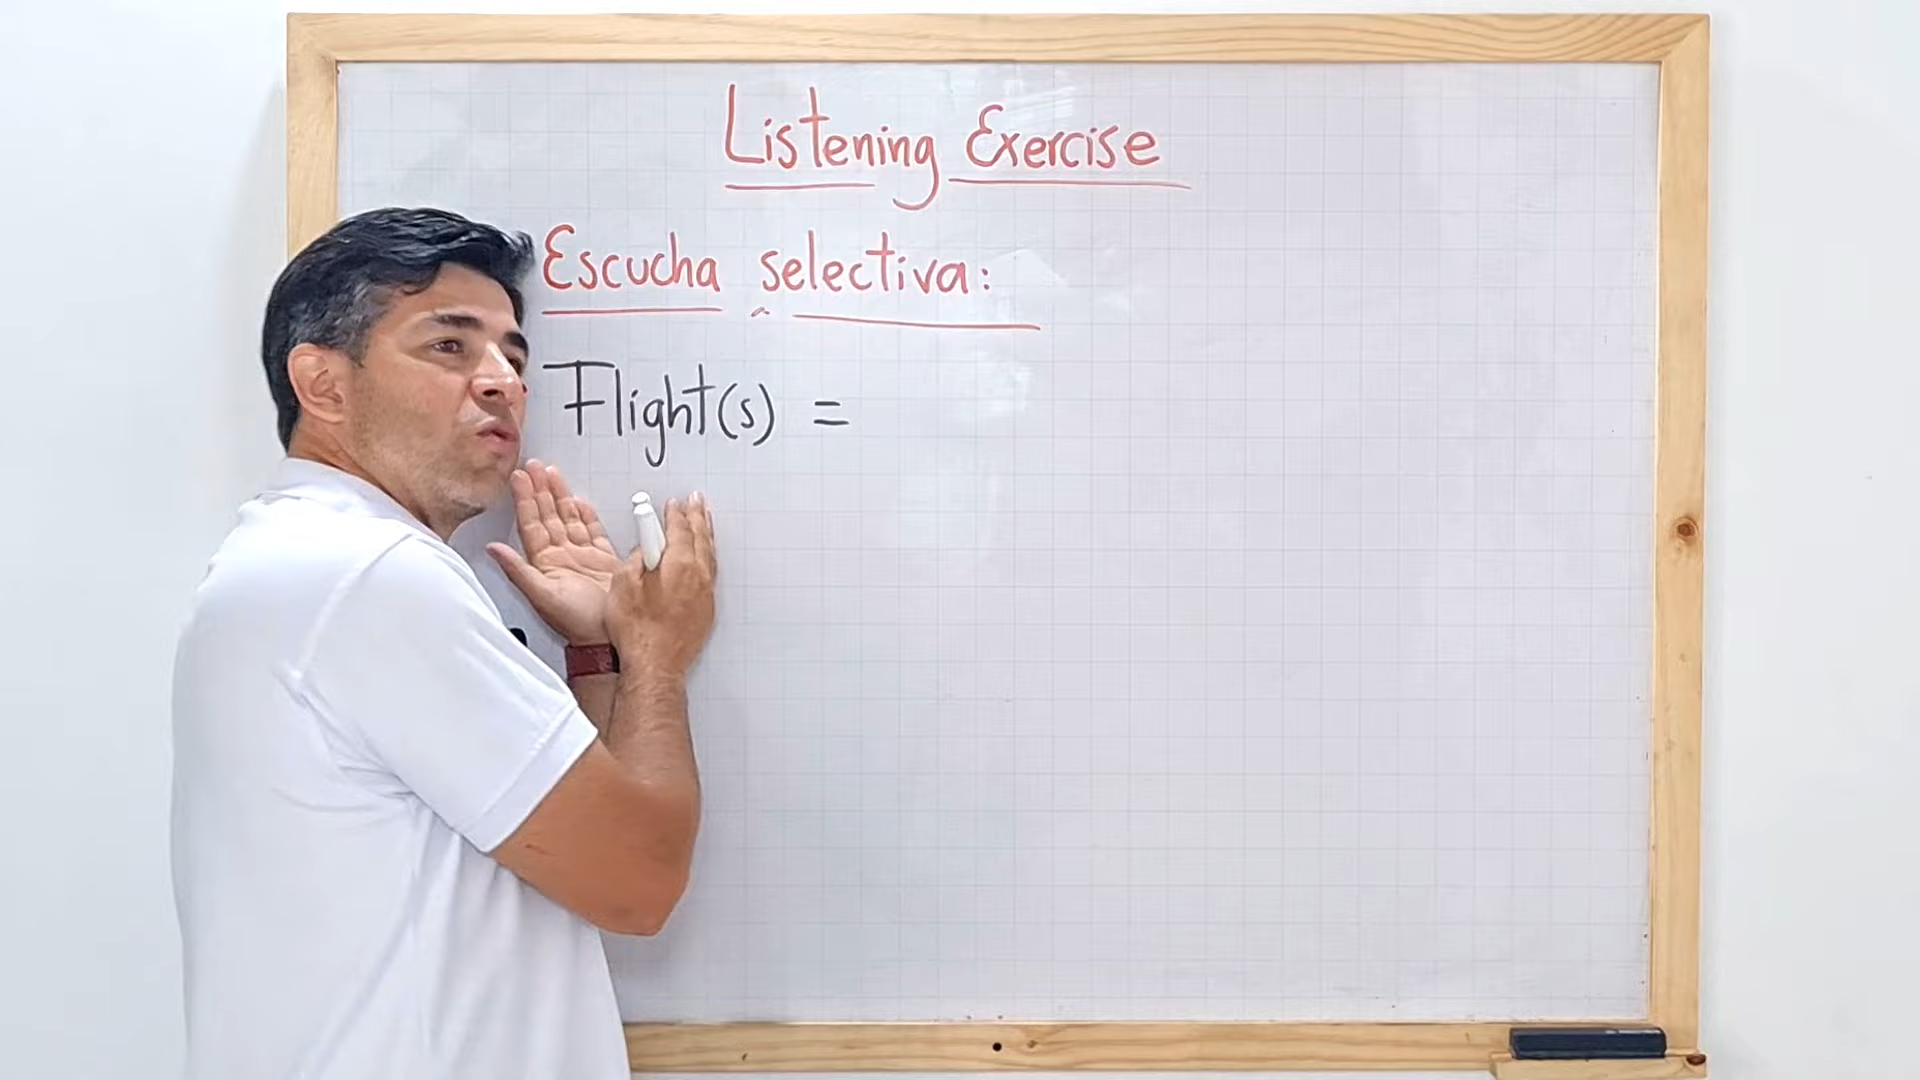 Listening Exercise
Escucha selectiva:
Flight(s) =